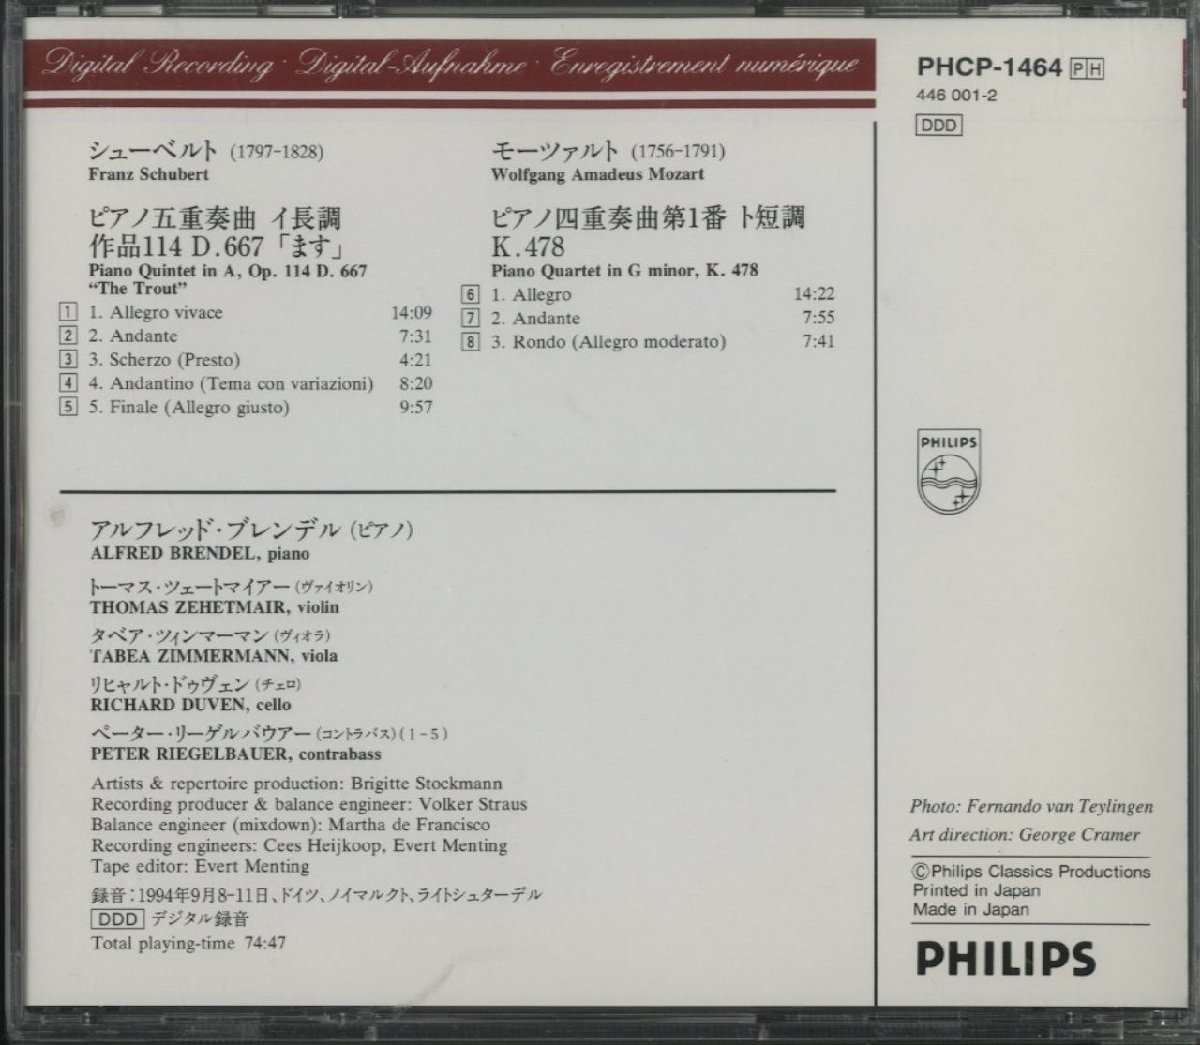 Digital Recording · Digital-Aufnahme · Enregistrement numérique
シューベルト (1797-1828)
Franz Schubert
ピアノ五重奏曲 イ長調
作品114 D.667「ます」
Piano Quintet in A, Op. 114 D. 667
“The Trout”
1 1. Allegro vivace 14:09
2 2. Andante 7:31
3 3. Scherzo (Presto) 4:21
4 4. Andantino (Tema con variazioni) 8:20
5 5. Finale (Allegro giusto) 9:57
モーツァルト (1756-1791)
Wolfgang Amadeus Mozart
ピアノ四重奏曲第1番 ト短調
K.478
Piano Quartet in G minor, K. 478
6 1. Allegro 14:22
7 2. Andante 7:55
8 3. Rondo (Allegro moderato) 7:41
アルフレッド・ブレンデル(ピアノ)
ALFRED BRENDEL, piano
トーマス・ツェートマイアー(ヴァイオリン)
THOMAS ZEHETMAIR, violin
タベア・ツィンマーマン(ヴィオラ)
TABEA ZIMMERMANN, viola
リヒャルト・ドゥヴェン(チェロ)
RICHARD DUVEN, cello
ペーター・リーゲルバウアー(コントラバス)(1-5)
PETER RIEGELBAUER, contrabass
Artists & repertoire production: Brigitte Stockmann
Recording producer & balance engineer: Volker Straus
Balance engineer (mixdown): Martha de Francisco
Recording engineers: Cees Heijkoop, Evert Menting
Tape editor: Evert Menting
録音:1994年9月8-11日、ドイツ、ノイマルクト、ライトシュターデル
DDD デジタル録音
Total playing-time 74:47
PHCP-1464 PH
446 001-2
DDD
PHILIPS
Photo: Fernando van Teylingen
Art direction: George Cramer
ⒸPhilips Classics Productions
Printed in Japan
Made in Japan
PHILIPS